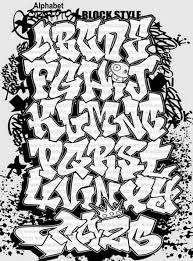 Alphabet
BLOCK STYLE
ABCDE
FGHIJ
KLMNO
PQRST
UVWXY